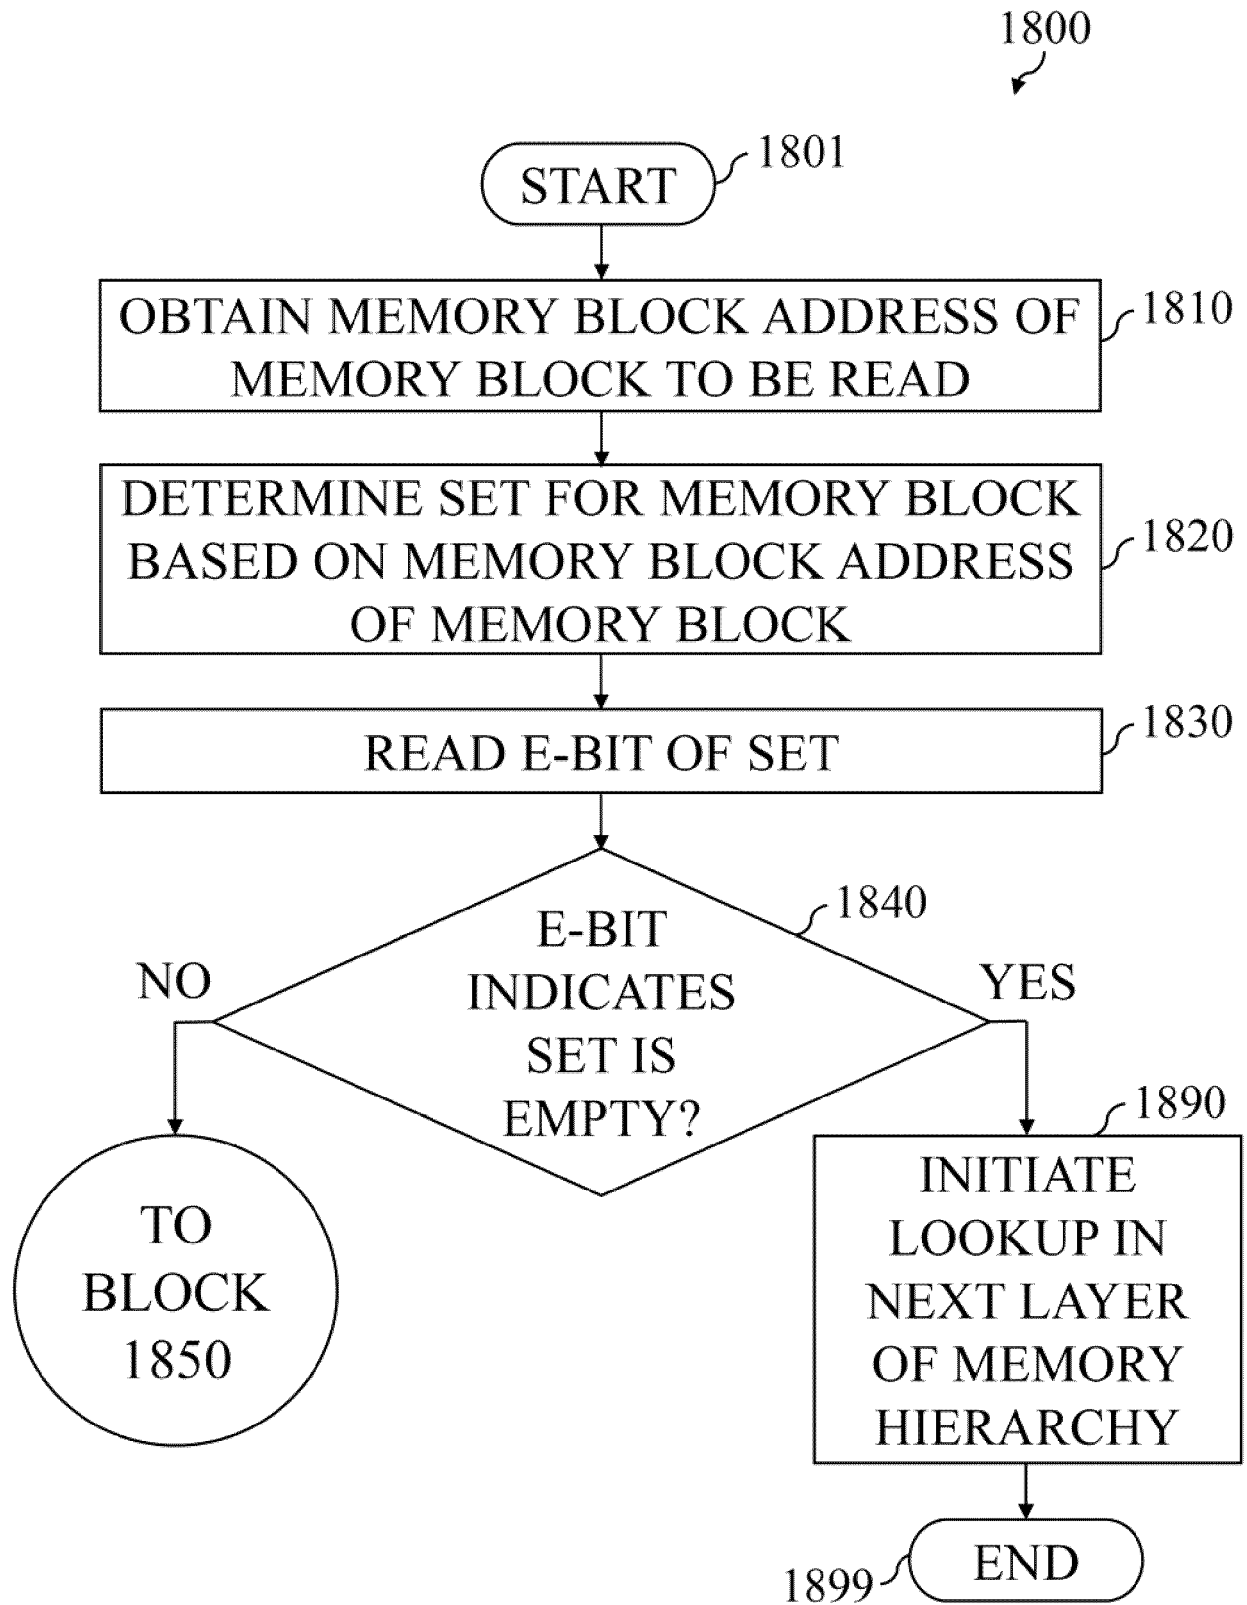 1800
1801
START
1810
OBTAIN MEMORY BLOCK ADDRESS OF
MEMORY BLOCK TO BE READ
DETERMINE SET FOR MEMORY BLOCK
BASED ON MEMORY BLOCK ADDRESS
OF MEMORY BLOCK
1820
1830
READ E-BIT OF SET
1840
E-BIT
INDICATES
SET IS
EMPTY?
NO
YES
TO
BLOCK
1850
1890
INITIATE
LOOKUP IN
NEXT LAYER
OF MEMORY
HIERARCHY
END
1899